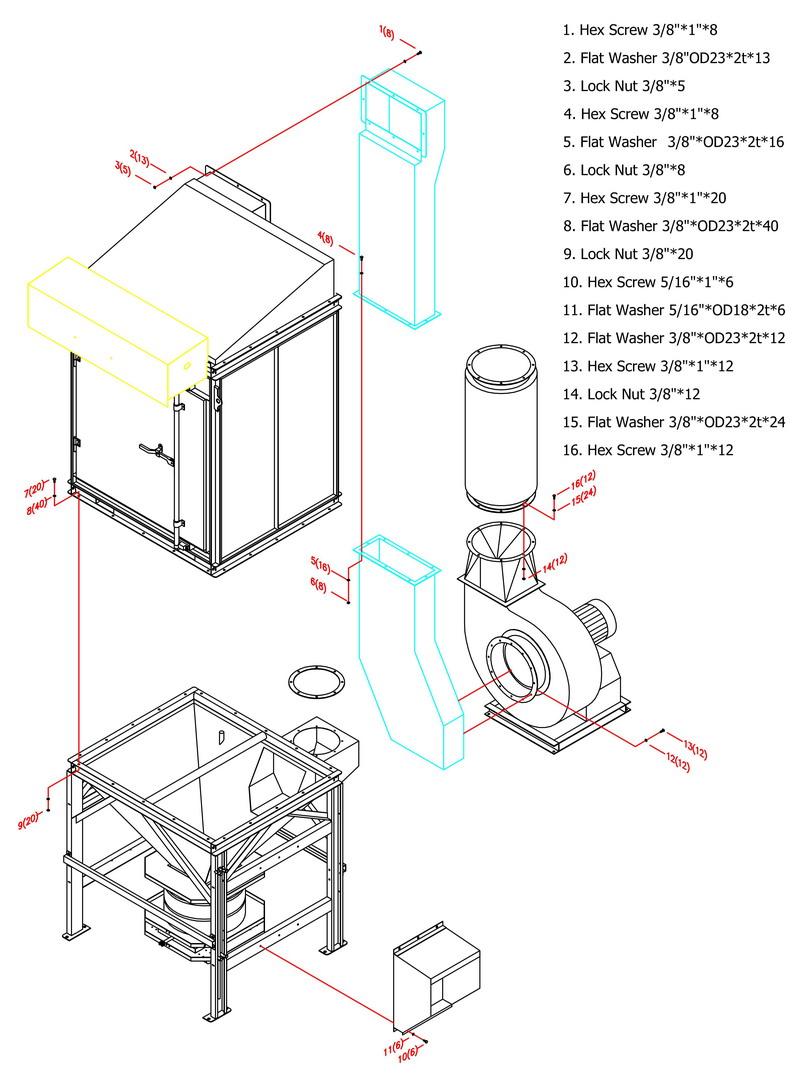 1. Hex Screw 3/8"*1"*8
2. Flat Washer 3/8"OD23*2t*13
3. Lock Nut 3/8"*5
4. Hex Screw 3/8"*1"*8
5. Flat Washer 3/8"*OD23*2t*16
6. Lock Nut 3/8"*8
7. Hex Screw 3/8"*1"*20
8. Flat Washer 3/8"*OD23*2t*40
9. Lock Nut 3/8"*20
10. Hex Screw 5/16"*1"*6
11. Flat Washer 5/16"*OD18*2t*6
12. Flat Washer 3/8"*OD23*2t*12
13. Hex Screw 3/8"*1"*12
14. Lock Nut 3/8"*12
15. Flat Washer 3/8"*OD23*2t*24
16. Hex Screw 3/8"*1"*12
1(8)
2(13)
3(5)
4(8)
7(20)
8(40)
16(12)
15(24)
5(16)
6(8)
14(12)
13(12)
12(12)
9(20)
11(6)
10(6)